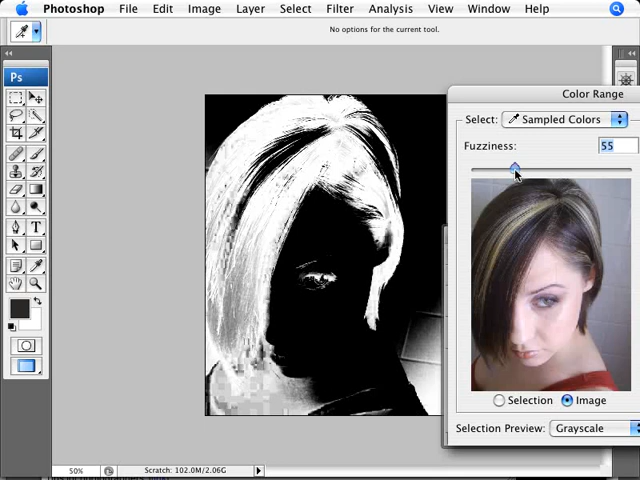 Photoshop File Edit Image Layer Select Filter Analysis View Window Help
No options for the current tool.
Ps
T
Color Range
Select: Sampled Colors
Fuzziness: 55
Selection Image
Selection Preview: Grayscale
50% Scratch: 102.0M/2.06G